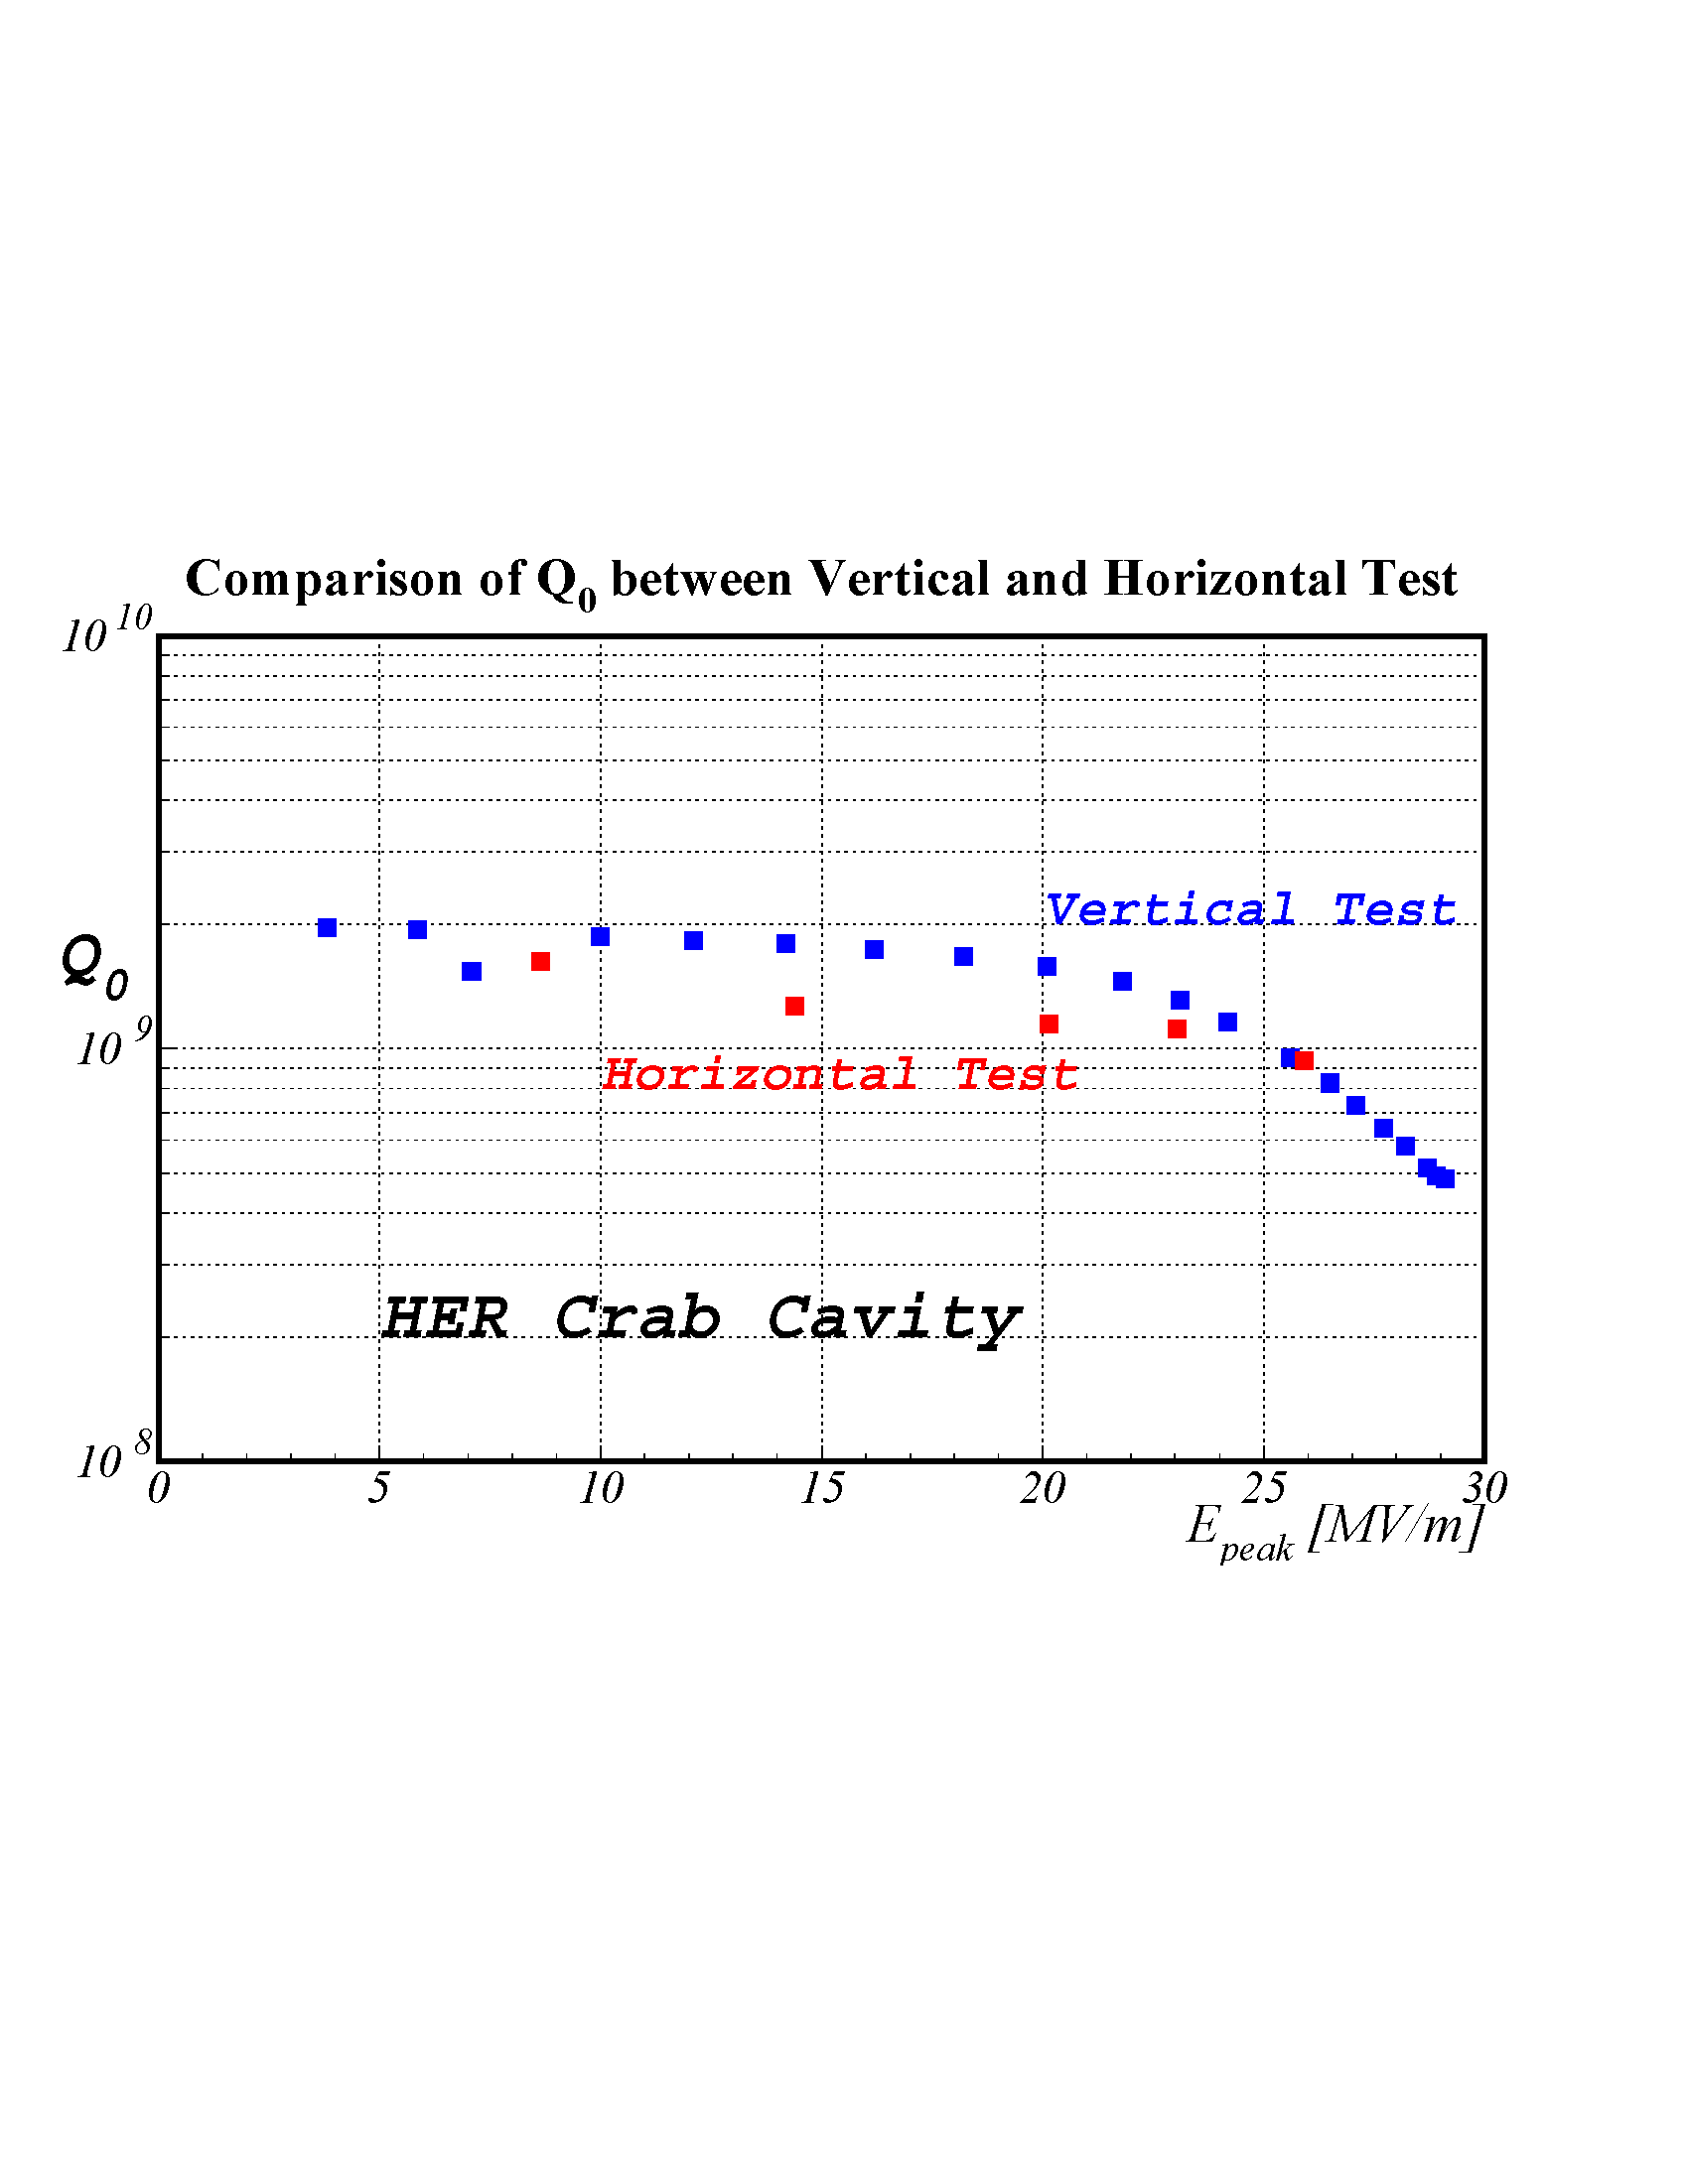 Comparison of Q0 between Vertical and Horizontal Test
10 10
Vertical Test
Q0
10 9
Horizontal Test
HER Crab Cavity
10 8
0 5 10 15 20 25 30
Epeak [MV/m]